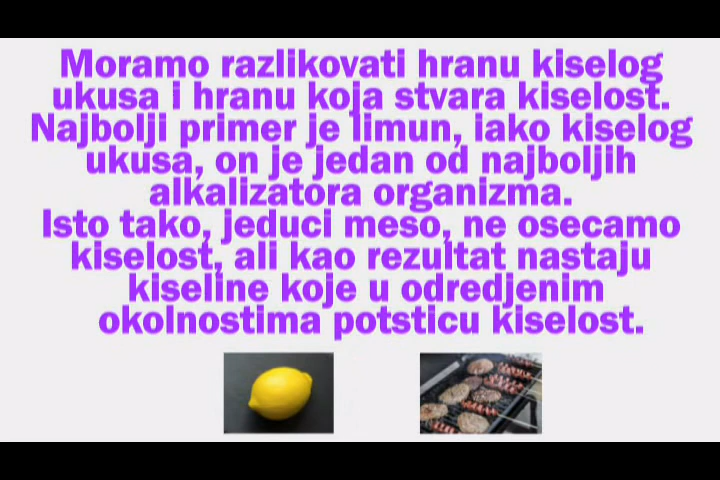 Moramo razlikovati hranu kiselog
ukusa i hranu koja stvara kiselost.
Najbolji primer je limun, iako kiselog
ukusa, on je jedan od najboljih
alkalizatora organizma.
Isto tako, jeduci meso, ne osecamo
kiselost, ali kao rezultat nastaju
kiseline koje u odredjenim
okolnostima potsticu kiselost.